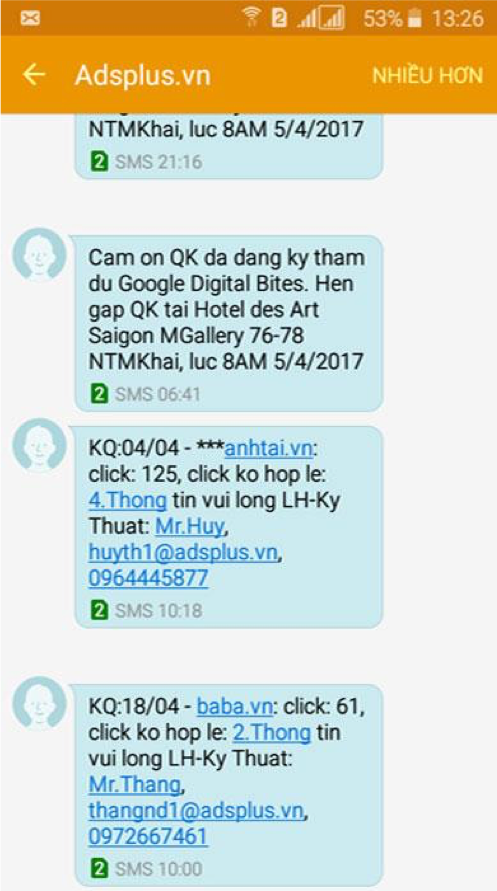 53% 13:26
Adsplus.vn NHIỀU HƠN
NTMKhai, luc 8AM 5/4/2017
2 SMS 21:16
Cam on QK da dang ky tham
du Google Digital Bites. Hen
gap QK tai Hotel des Art
Saigon MGallery 76-78
NTMKhai, luc 8AM 5/4/2017
2 SMS 06:41
KQ:04/04 - ***anhtai.vn:
click: 125, click ko hop le:
4.Thong tin vui long LH-Ky
Thuat: Mr.Huy,
huyth1@adsplus.vn,
0964445877
2 SMS 10:18
KQ:18/04 - baba.vn: click: 61,
click ko hop le: 2.Thong tin
vui long LH-Ky Thuat:
Mr.Thang,
thangnd1@adsplus.vn,
0972667461
2 SMS 10:00